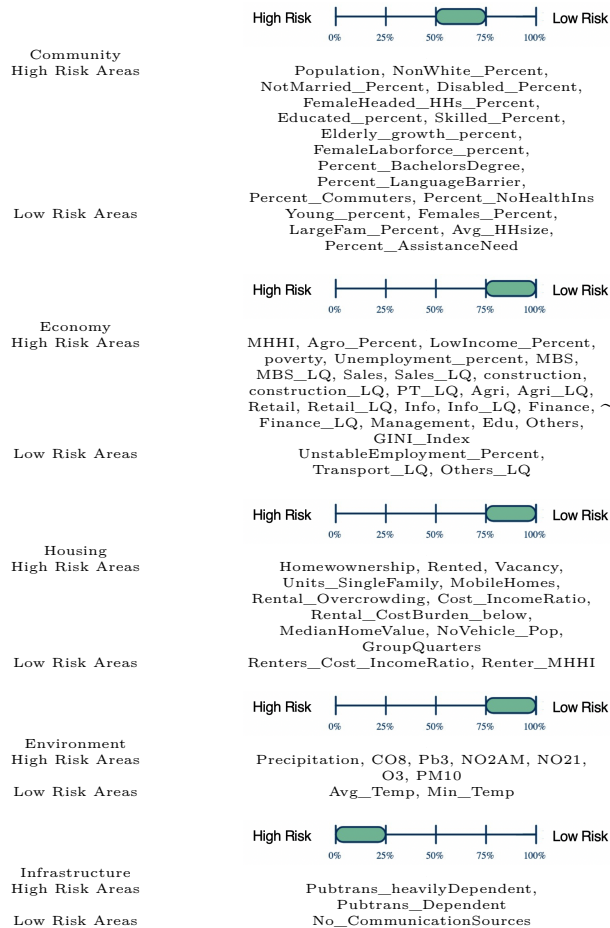 High Risk Low Risk
0% 25% 50% 75% 100%
Community
High Risk Areas Population, NonWhite_Percent,
NotMarried_Percent, Disabled_Percent,
FemaleHeaded_HHs_Percent,
Educated_percent, Skilled_Percent,
Elderly_growth_percent,
FemaleLaborforce_percent,
Percent_BachelorsDegree,
Percent_LanguageBarrier,
Percent_Commuters, Percent_NoHealthIns
Low Risk Areas Young_percent, Females_Percent,
LargeFam_Percent, Avg_HHsize,
Percent_AssistanceNeed
High Risk Low Risk
0% 25% 50% 75% 100%
Economy
High Risk Areas MHHI, Agro_Percent, LowIncome_Percent,
poverty, Unemployment_percent, MBS,
MBS_LQ, Sales, Sales_LQ, construction,
construction_LQ, PT_LQ, Agri, Agri_LQ,
Retail, Retail_LQ, Info, Info_LQ, Finance,
Finance_LQ, Management, Edu, Others,
GINI_Index
Low Risk Areas UnstableEmployment_Percent,
Transport_LQ, Others_LQ
High Risk Low Risk
0% 25% 50% 75% 100%
Housing
High Risk Areas Homewownership, Rented, Vacancy,
Units_SingleFamily, MobileHomes,
Rental_Overcrowding, Cost_IncomeRatio,
Rental_CostBurden_below,
MedianHomeValue, NoVehicle_Pop,
GroupQuarters
Low Risk Areas Renters_Cost_IncomeRatio, Renter_MHHI
High Risk Low Risk
0% 25% 50% 75% 100%
Environment
High Risk Areas Precipitation, CO8, Pb3, NO2AM, NO21,
O3, PM10
Low Risk Areas Avg_Temp, Min_Temp
High Risk Low Risk
0% 25% 50% 75% 100%
Infrastructure
High Risk Areas Pubtrans_heavilyDependent,
Pubtrans_Dependent
Low Risk Areas No_CommunicationSources